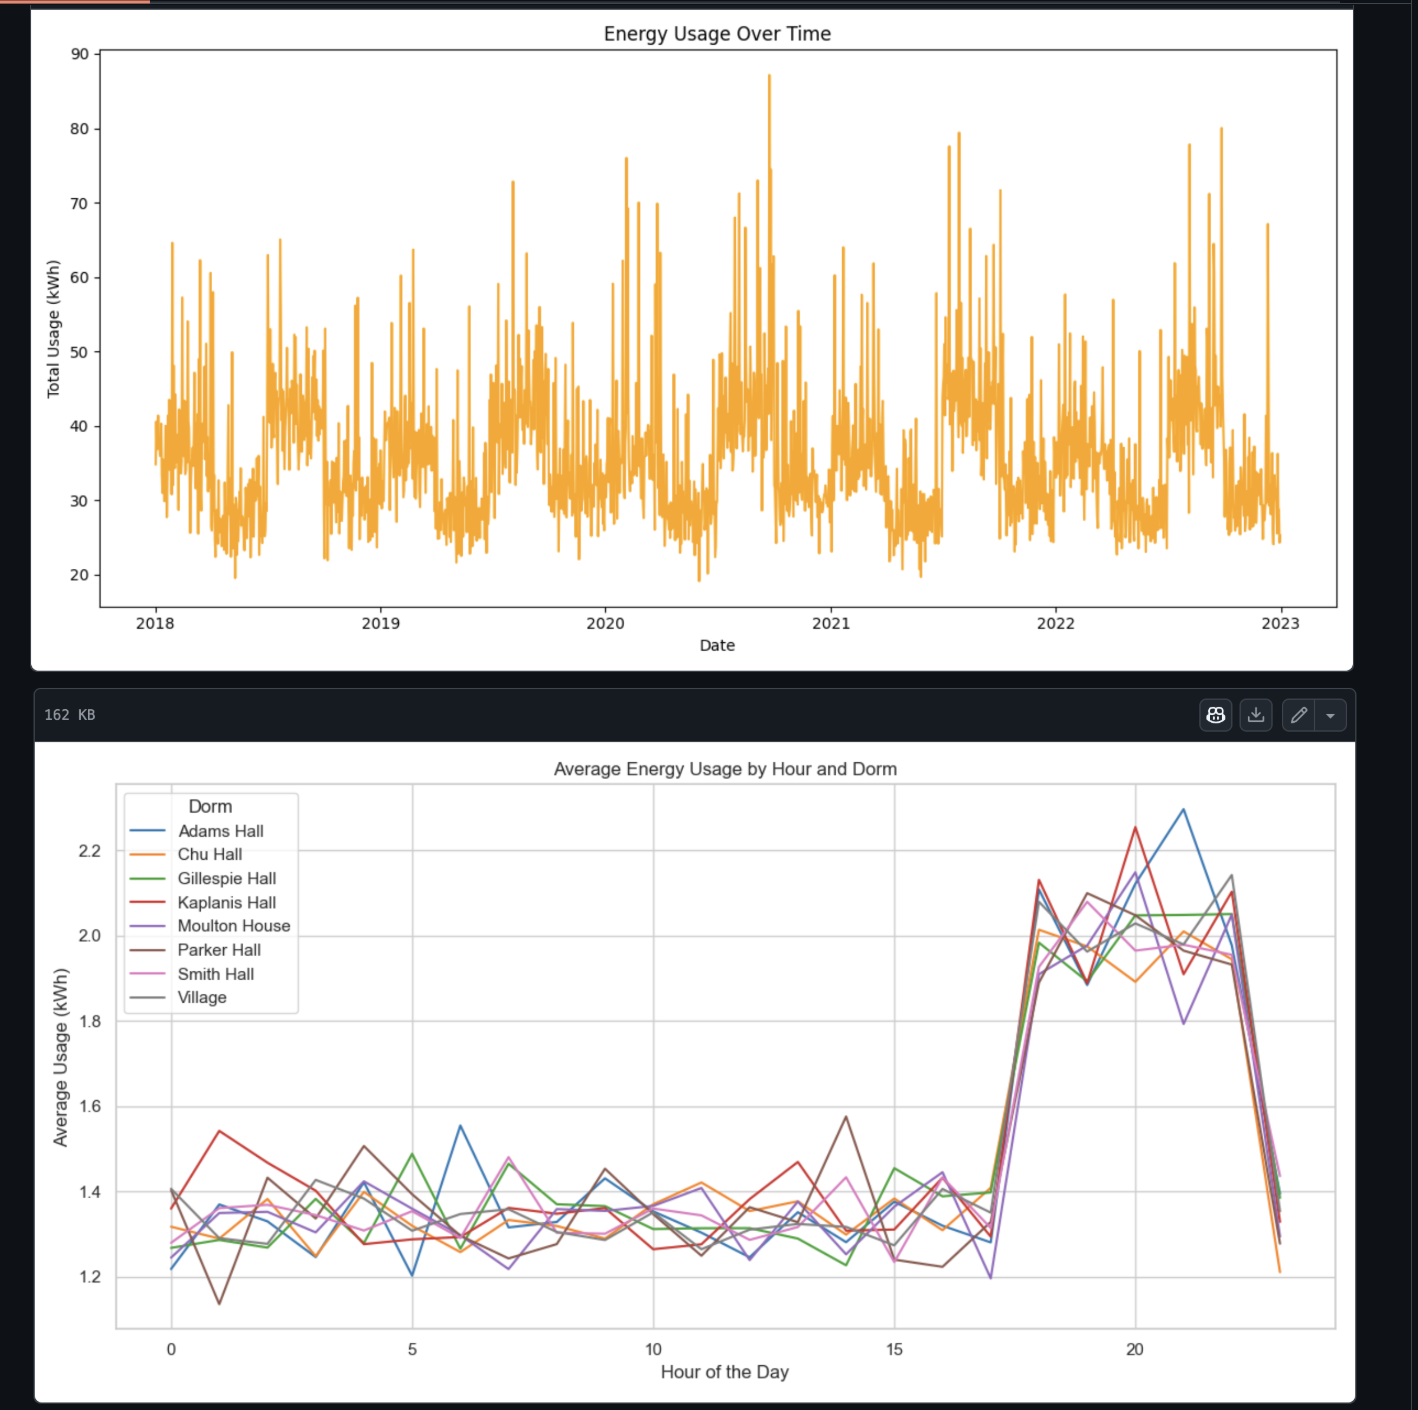 Energy Usage Over Time
90
80
70
60
50
40
30
20
Total Usage (kWh)
2018 2019 2020 2021 2022 2023
Date
162 KB
Average Energy Usage by Hour and Dorm
Dorm
Adams Hall
Chu Hall
Gillespie Hall
Kaplanis Hall
Moulton House
Parker Hall
Smith Hall
Village
2.2
2.0
1.8
1.6
1.4
1.2
Average Usage (kWh)
0 5 10 15 20
Hour of the Day